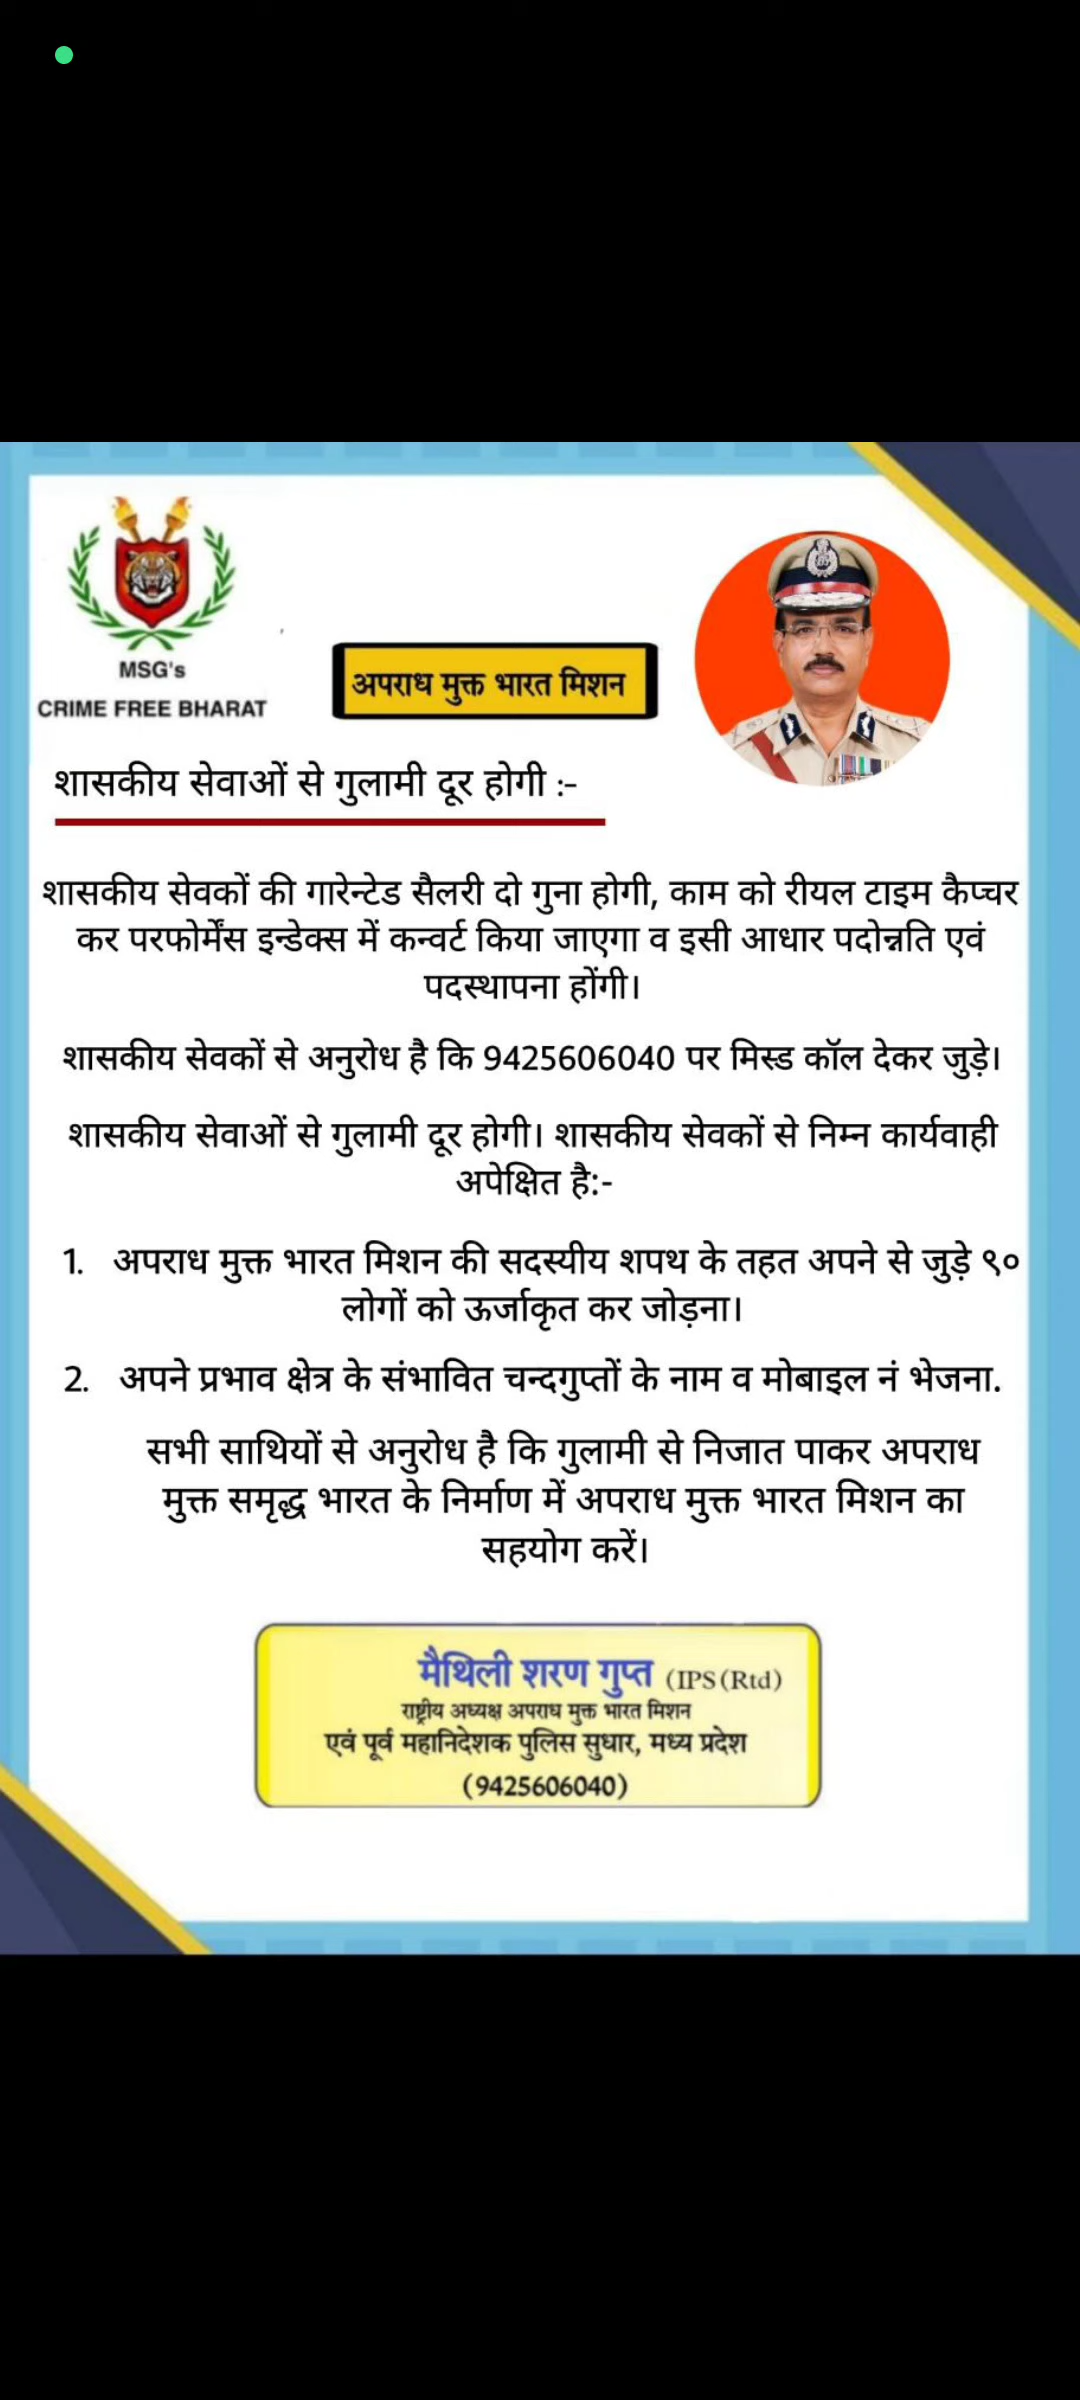 MSG's
CRIME FREE BHARAT
अपराध मुक्त भारत मिशन
शासकीय सेवाओं से गुलामी दूर होगी :-
शासकीय सेवकों की गारेन्टेड सैलरी दो गुना होगी, काम को रीयल टाइम कैप्चर
कर परफोर्मेंस इन्डेक्स में कन्वर्ट किया जाएगा व इसी आधार पदोन्नति एवं
पदस्थापना होंगी।
शासकीय सेवकों से अनुरोध है कि 9425606040 पर मिस्ड कॉल देकर जुड़े।
शासकीय सेवाओं से गुलामी दूर होगी। शासकीय सेवकों से निम्न कार्यवाही
अपेक्षित है:-
1. अपराध मुक्त भारत मिशन की सदस्यीय शपथ के तहत अपने से जुड़े ९०
लोगों को ऊर्जाकृत कर जोड़ना।
2. अपने प्रभाव क्षेत्र के संभावित चन्दगुप्तों के नाम व मोबाइल नं भेजना.
सभी साथियों से अनुरोध है कि गुलामी से निजात पाकर अपराध
मुक्त समृद्ध भारत के निर्माण में अपराध मुक्त भारत मिशन का
सहयोग करें।
मैथिली शरण गुप्त (IPS(Rtd)
राष्ट्रीय अध्यक्ष अपराध मुक्त भारत मिशन
एवं पूर्व महानिदेशक पुलिस सुधार, मध्य प्रदेश
(9425606040)